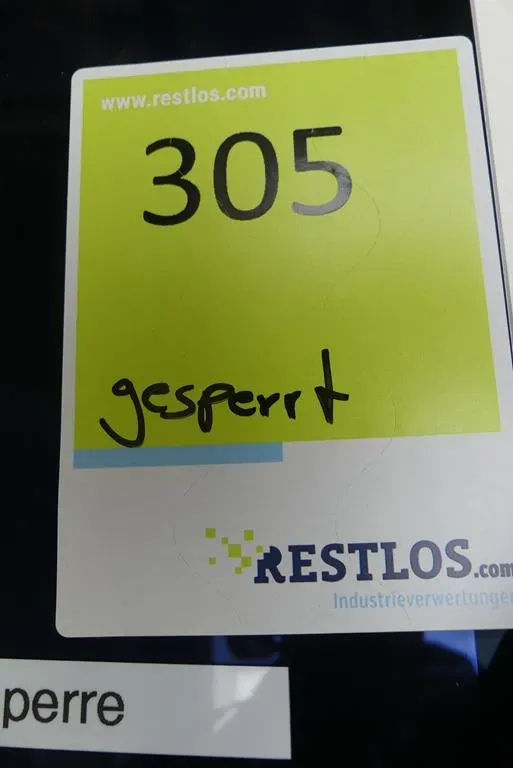 www.restlos.com
305
gesperrt
RESTLOS.com
Industrieverwertungen
perre